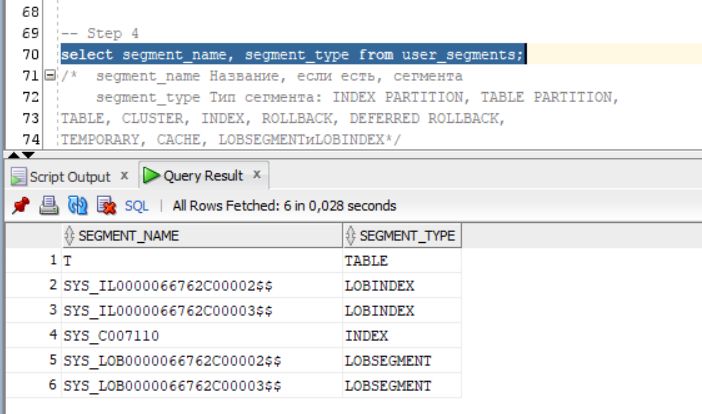 68
69 -- Step 4
70 select segment_name, segment_type from user_segments;
71 /* segment_name Название, если есть, сегмента
72 segment_type Тип сегмента: INDEX PARTITION, TABLE PARTITION,
73 TABLE, CLUSTER, INDEX, ROLLBACK, DEFERRED ROLLBACK,
74 TEMPORARY, CACHE, LOBSEGMENTиLOBINDEX*/
Script Output x Query Result x
SQL | All Rows Fetched: 6 in 0,028 seconds
SEGMENT_NAME SEGMENT_TYPE
1 T TABLE
2 SYS_IL0000066762C00002$$ LOBINDEX
3 SYS_IL0000066762C00003$$ LOBINDEX
4 SYS_C007110 INDEX
5 SYS_LOB0000066762C00002$$ LOBSEGMENT
6 SYS_LOB0000066762C00003$$ LOBSEGMENT